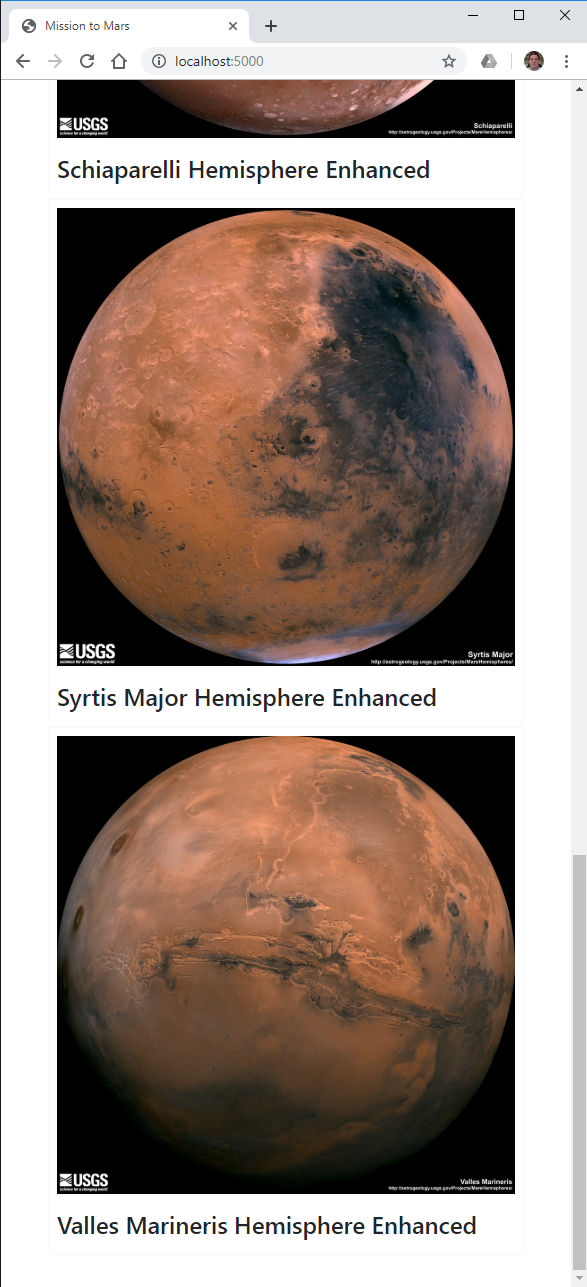 Mission to Mars
localhost:5000
USGS
science for a changing world
Schiaparelli
http://astrogeology.usgs.gov/Projects/MarsHemispheres/
Schiaparelli Hemisphere Enhanced
USGS
science for a changing world
Syrtis Major
http://astrogeology.usgs.gov/Projects/MarsHemispheres/
Syrtis Major Hemisphere Enhanced
USGS
science for a changing world
Valles Marineris
http://astrogeology.usgs.gov/Projects/MarsHemispheres/
Valles Marineris Hemisphere Enhanced